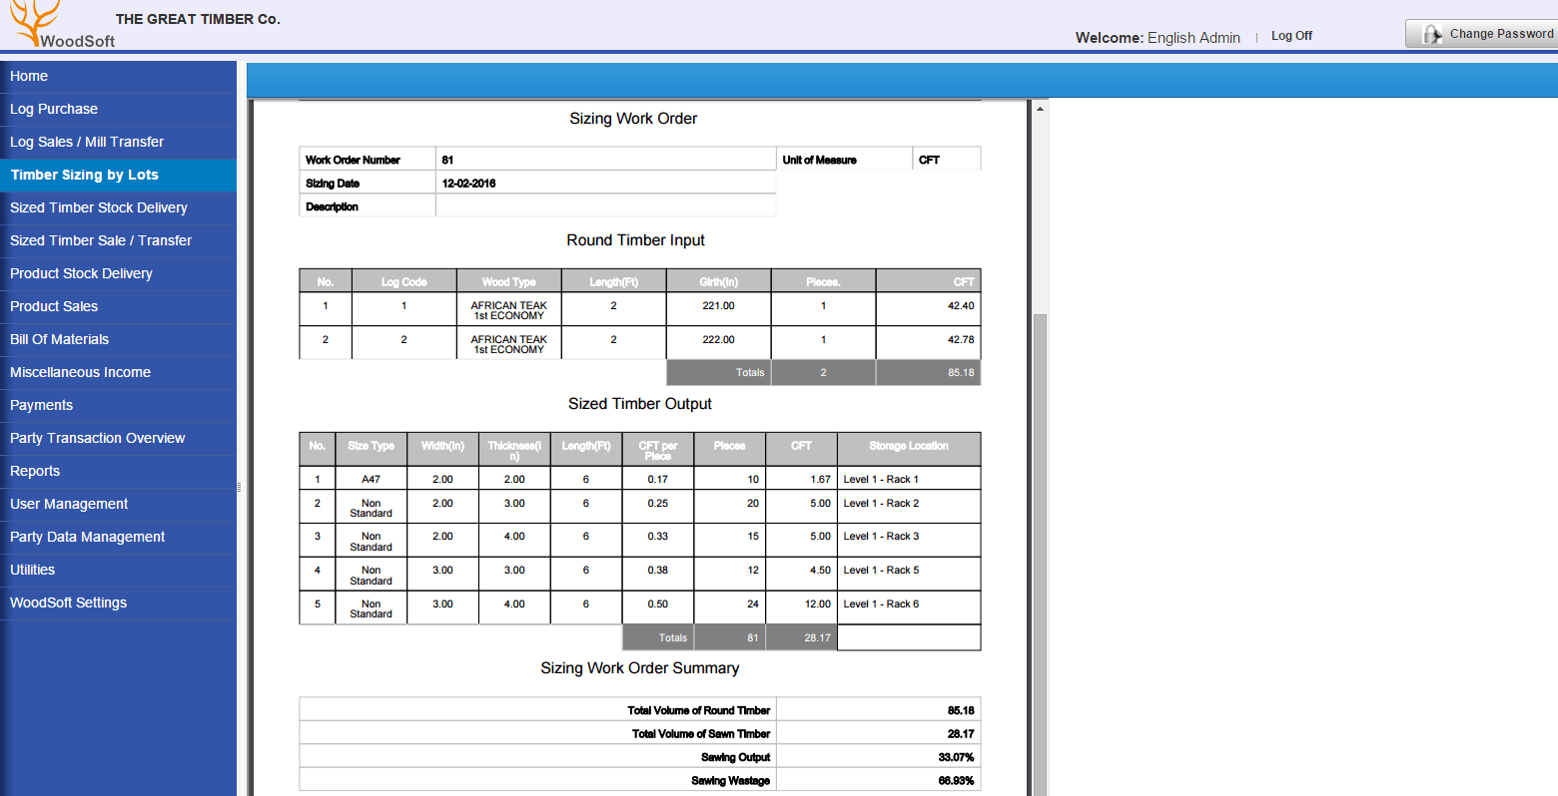 THE GREAT TIMBER Co.
WoodSoft
Welcome: English Admin | Log Off
Change Password
Home
Log Purchase
Log Sales / Mill Transfer
Timber Sizing by Lots
Sized Timber Stock Delivery
Sized Timber Sale / Transfer
Product Stock Delivery
Product Sales
Bill Of Materials
Miscellaneous Income
Payments
Party Transaction Overview
Reports
User Management
Party Data Management
Utilities
WoodSoft Settings
Sizing Work Order
Work Order Number 81 Unit of Measure CFT
Sizing Date 12-02-2016
Description
Round Timber Input
No. Log Code Wood Type Length(Ft) Girth(In) Pieces. CFT
1 1 AFRICAN TEAK 2 221.00 1 42.40
1st ECONOMY
2 2 AFRICAN TEAK 2 222.00 1 42.78
1st ECONOMY
Totals 2 85.18
Sized Timber Output
No. Size Type Width(In) Thickness(I Length(Ft) CFT per Pieces CFT Storage Location
n) Piece
1 A47 2.00 2.00 6 0.17 10 1.67 Level 1 - Rack 1
2 Non 2.00 3.00 6 0.25 20 5.00 Level 1 - Rack 2
Standard
3 Non 2.00 4.00 6 0.33 15 5.00 Level 1 - Rack 3
Standard
4 Non 3.00 3.00 6 0.38 12 4.50 Level 1 - Rack 5
Standard
5 Non 3.00 4.00 6 0.50 24 12.00 Level 1 - Rack 6
Standard
Totals 81 28.17
Sizing Work Order Summary
Total Volume of Round Timber 85.18
Total Volume of Sawn Timber 28.17
Sawing Output 33.07%
Sawing Wastage 66.93%